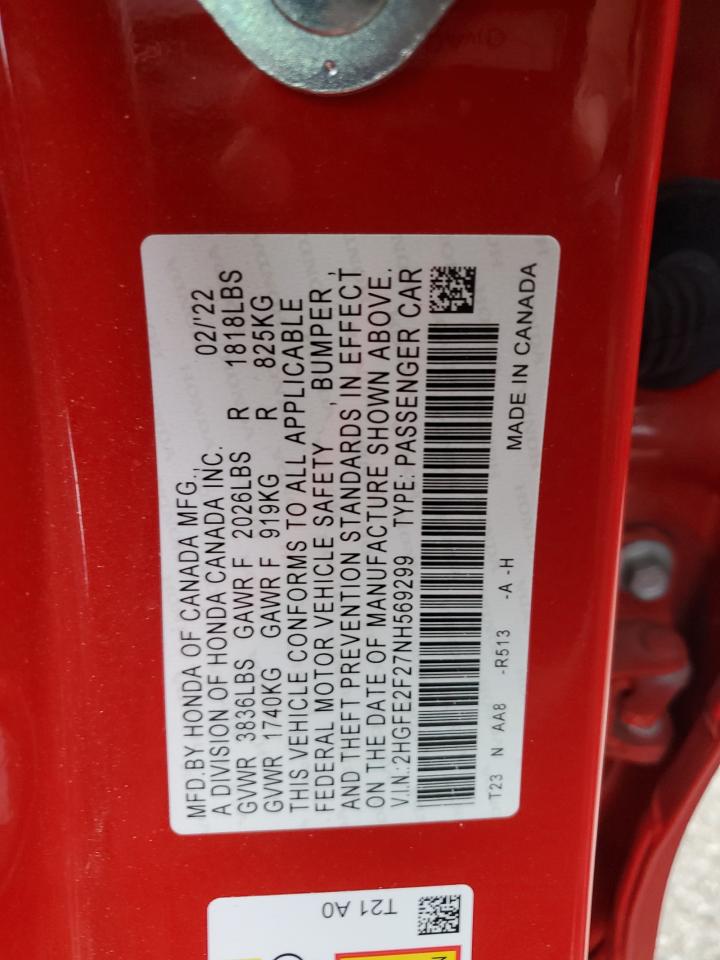 MFD.BY HONDA OF CANADA MFG., 02/'22
A DIVISION OF HONDA CANADA INC.
GVWR 3836LBS GAWR F 2026LBS R 1818LBS
GVWR 1740KG GAWR F 919KG R 825KG
THIS VEHICLE CONFORMS TO ALL APPLICABLE
FEDERAL MOTOR VEHICLE SAFETY , BUMPER ,
AND THEFT PREVENTION STANDARDS IN EFFECT
ON THE DATE OF MANUFACTURE SHOWN ABOVE.
V.I.N.:2HGFE2F27NH569299 TYPE: PASSENGER CAR
T23 N AA8 -R513 -A -H MADE IN CANADA
T21 A0